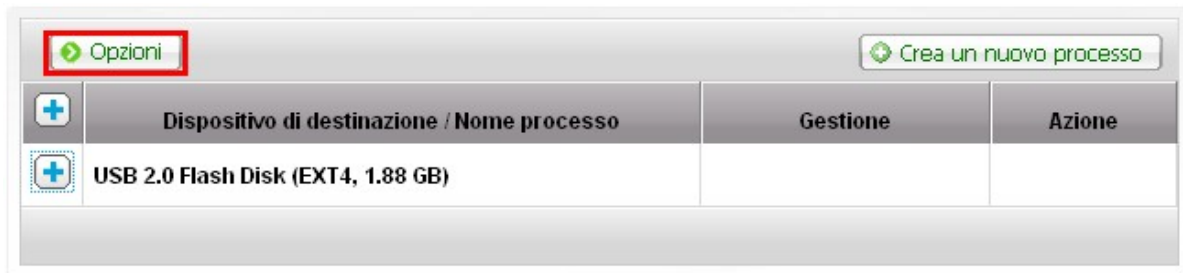 Opzioni
Crea un nuovo processo
Dispositivo di destinazione / Nome processo
Gestione
Azione
USB 2.0 Flash Disk (EXT4, 1.88 GB)